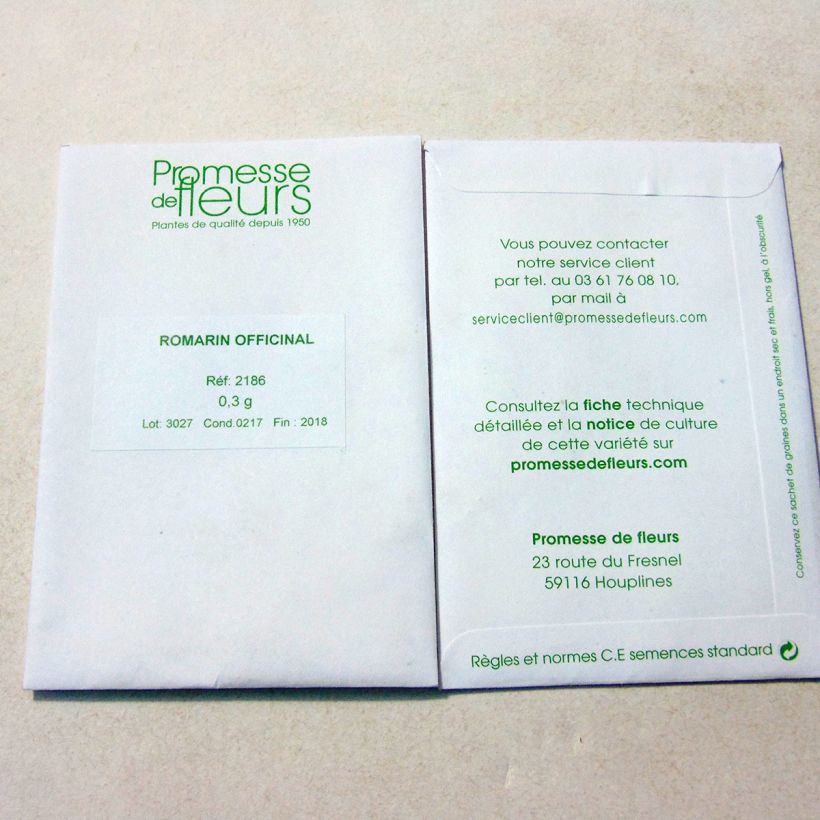 Promesse
de fleurs
Plantes de qualité depuis 1950
ROMARIN OFFICINAL
Réf: 2186
0,3 g
Lot: 3027 Cond:0217 Fin : 2018
Vous pouvez contacter
notre service client
par tel. au 03 61 76 08 10,
par mail à
serviceclient@promessedefleurs.com
Consultez la fiche technique
détaillée et la notice de culture
de cette variété sur
promessedefleurs.com
Promesse de fleurs
23 route du Fresnel
59116 Houplines
Règles et normes C.E semences standard
Conservez ce sachet de graines dans un endroit sec et frais, hors gel, à l'obscurité